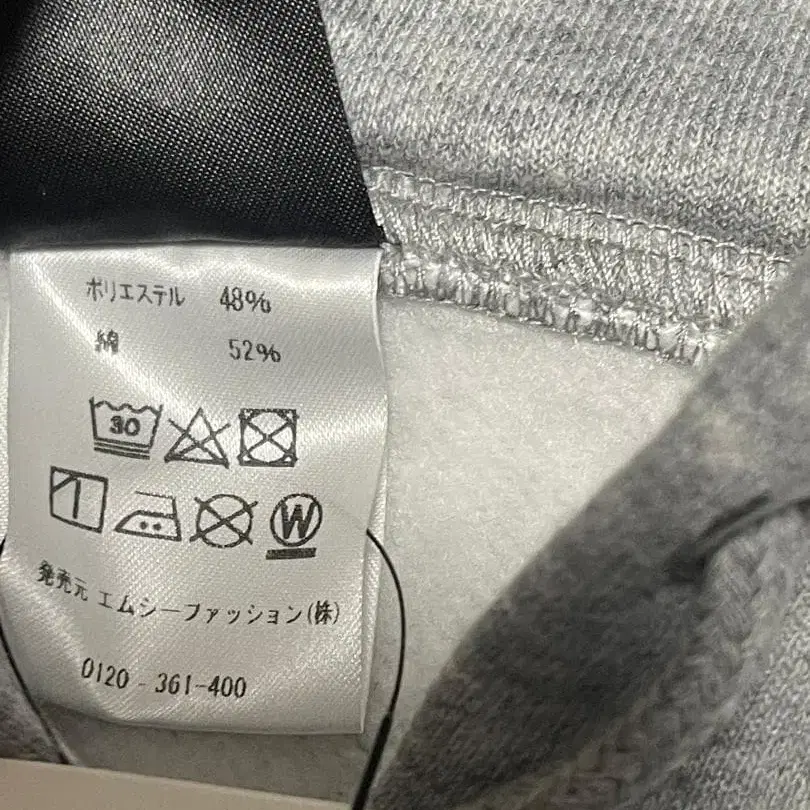 ポリエステル 48%
綿 52%
30
W
発売元 エムシーファッション(株)
0120-361-400